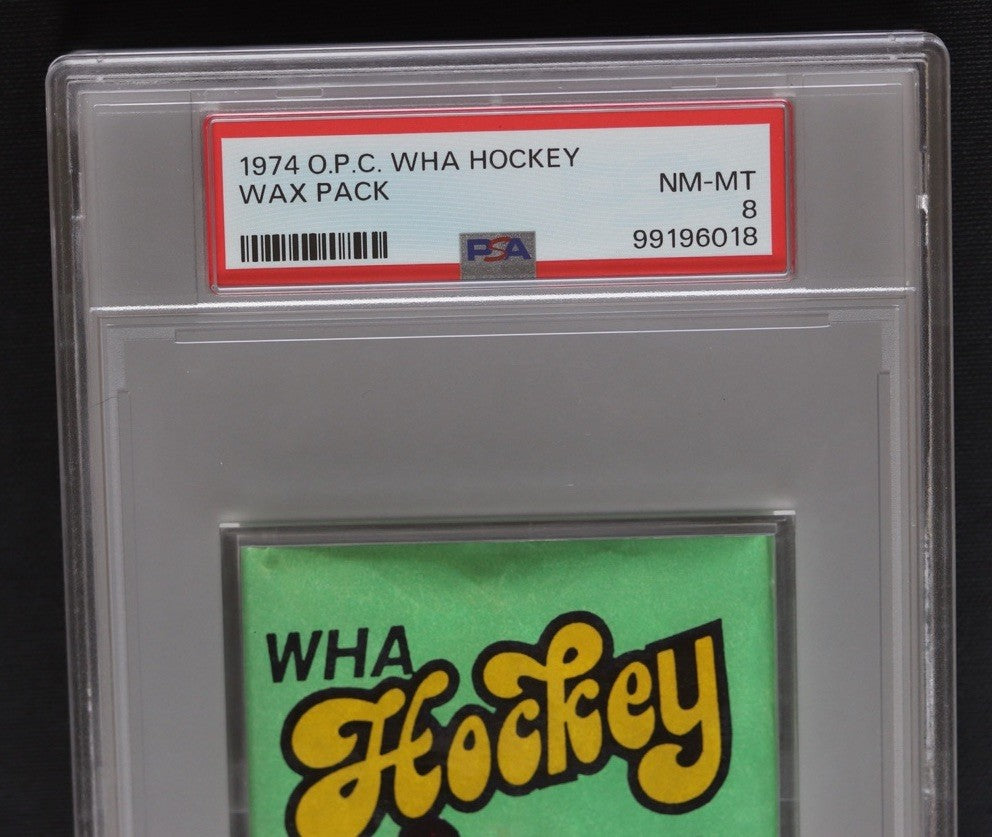 1974 O.P.C. WHA HOCKEY
WAX PACK
NM-MT
8
99196018
PSA
WHA
Hockey